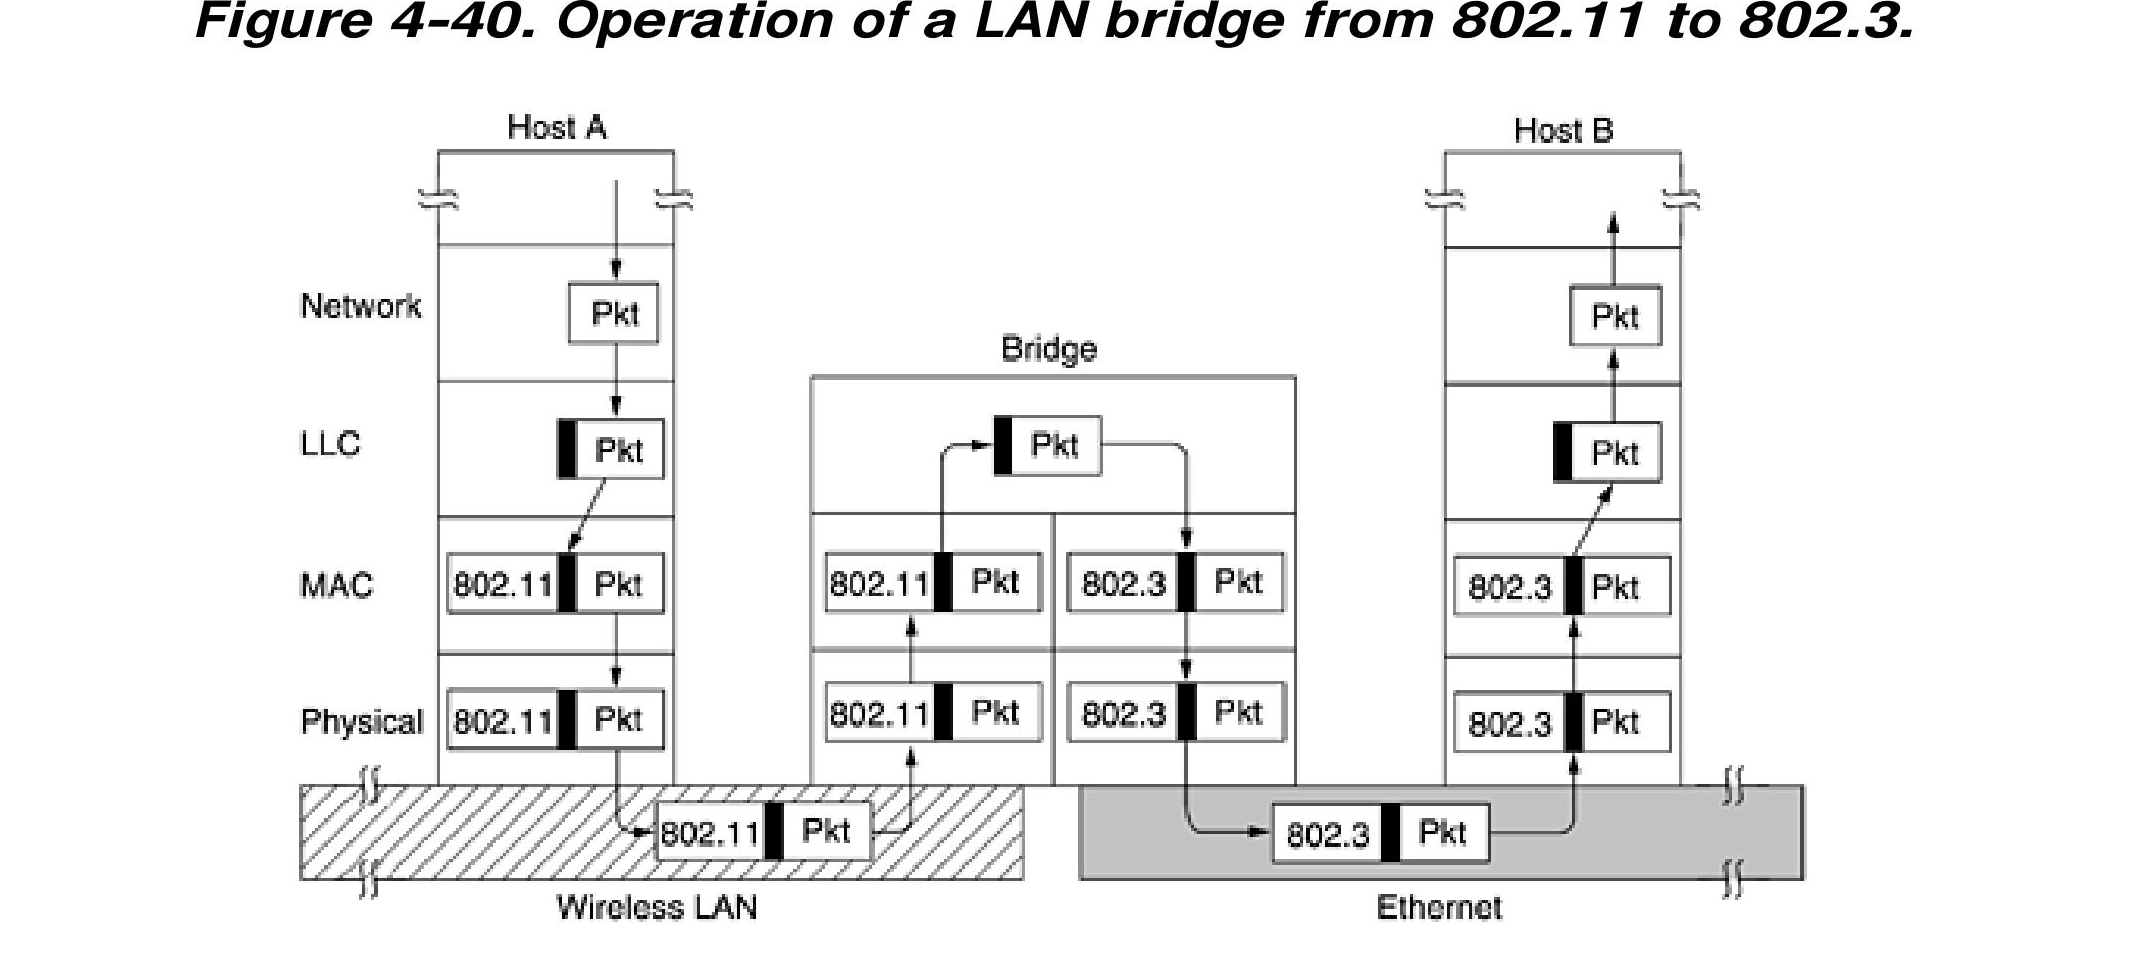 Figure 4-40. Operation of a LAN bridge from 802.11 to 802.3.
Host A
Host B
Network
Pkt
Pkt
Bridge
LLC
Pkt
Pkt
Pkt
MAC
802.11 Pkt
802.11 Pkt
802.3 Pkt
802.3 Pkt
Physical
802.11 Pkt
802.11 Pkt
802.3 Pkt
802.3 Pkt
802.11 Pkt
802.3 Pkt
Wireless LAN
Ethernet